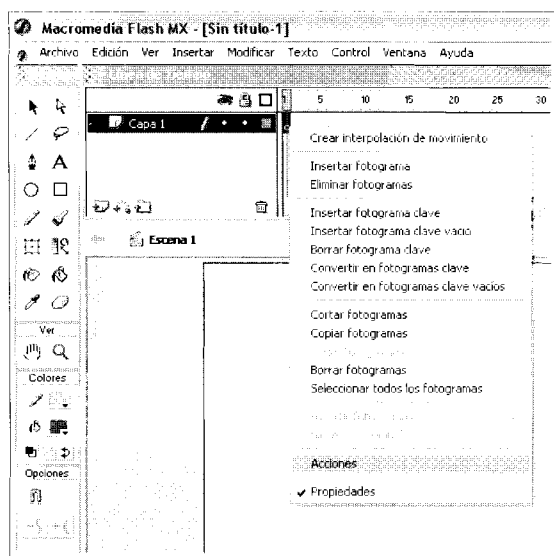 Macromedia Flash MX - [Sin título-1]
Archivo Edición Ver Insertar Modificar Texto Control Ventana Ayuda
1 5 10 15 20 25 30
Capa 1
Escena 1
Crear interpolación de movimiento
Insertar fotograma
Eliminar fotogramas
Insertar fotograma clave
Insertar fotograma clave vacío
Borrar fotograma clave
Convertir en fotogramas clave
Convertir en fotogramas clave vacíos
Cortar fotogramas
Copiar fotogramas
Borrar fotogramas
Seleccionar todos los fotogramas
Acciones
Propiedades
A
Ver
Colores
Opciones